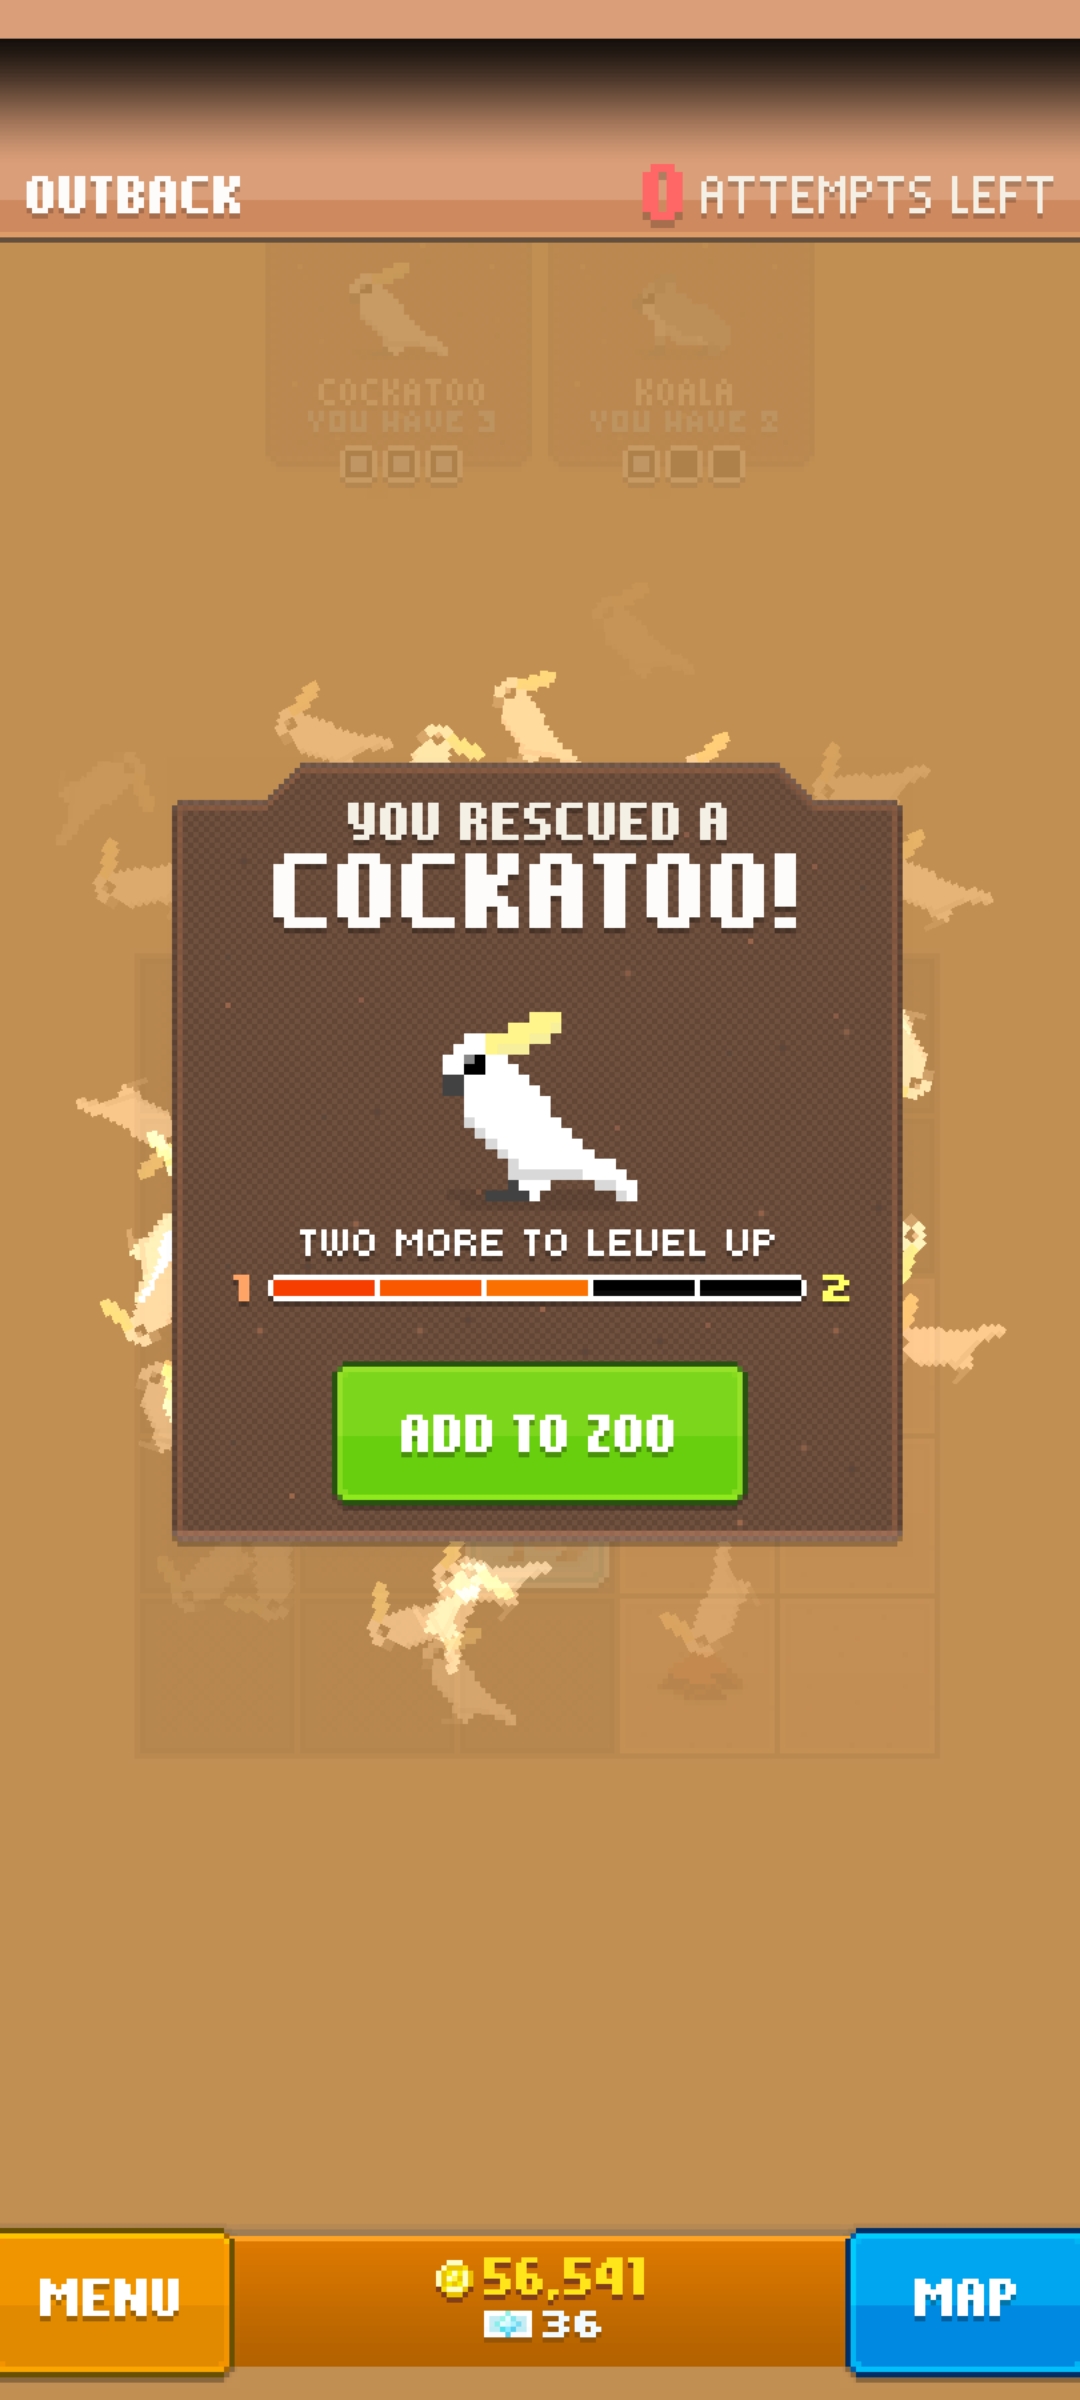 OUTBACK
0 ATTEMPTS LEFT
COCKATOO
YOU HAVE 3
KOALA
YOU HAVE 2
YOU RESCUED A
COCKATOO!
TWO MORE TO LEVEL UP
1 2
ADD TO ZOO
MENU
56,541
36
MAP